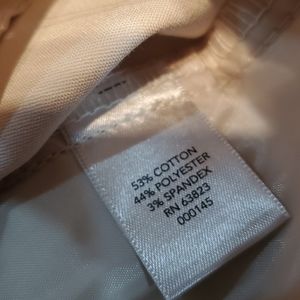 53% COTTON
44% POLYESTER
3% SPANDEX
RN 63823
000145